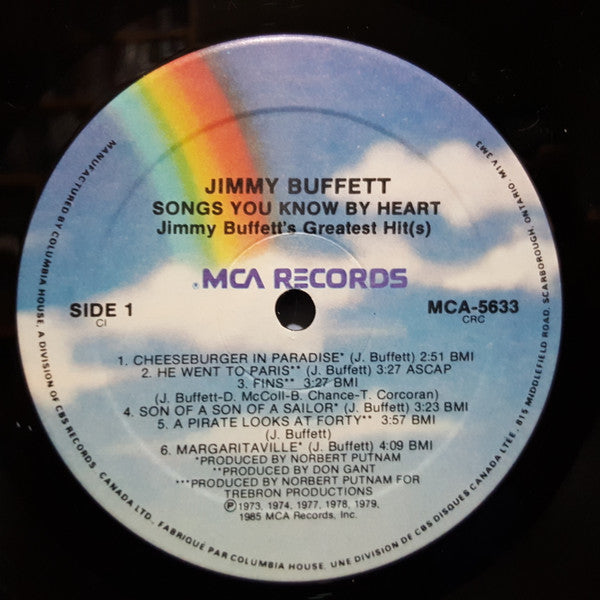 JIMMY BUFFETT
SONGS YOU KNOW BY HEART
Jimmy Buffett's Greatest Hit(s)
MCA RECORDS
SIDE 1
CI
MCA-5633
CRC
1. CHEESEBURGER IN PARADISE* (J. Buffett) 2:51 BMI
2. HE WENT TO PARIS** (J. Buffett) 3:27 ASCAP
3. FINS** 3:27 BMI
(J. Buffett-D. McColl-B. Chance-T. Corcoran)
4. SON OF A SON OF A SAILOR* (J. Buffett) 3:23 BMI
5. A PIRATE LOOKS AT FORTY** 3:57 BMI
(J. Buffett)
6. MARGARITAVILLE* (J. Buffett) 4:09 BMI
*PRODUCED BY NORBERT PUTNAM
**PRODUCED BY DON GANT
***PRODUCED BY NORBERT PUTNAM FOR
TREBRON PRODUCTIONS
Ⓟ1973, 1974, 1977, 1978, 1979,
1985 MCA Records, Inc.
MANUFACTURED BY COLUMBIA HOUSE, A DIVISION OF CBS RECORDS CANADA LTD. FABRIQUÉ PAR COLUMBIA HOUSE, UNE DIVISION DE CBS DISQUES CANADA LTÉE. 815 MIDDLEFIELD ROAD, SCARBOROUGH, ONTARIO, M1V 3M3